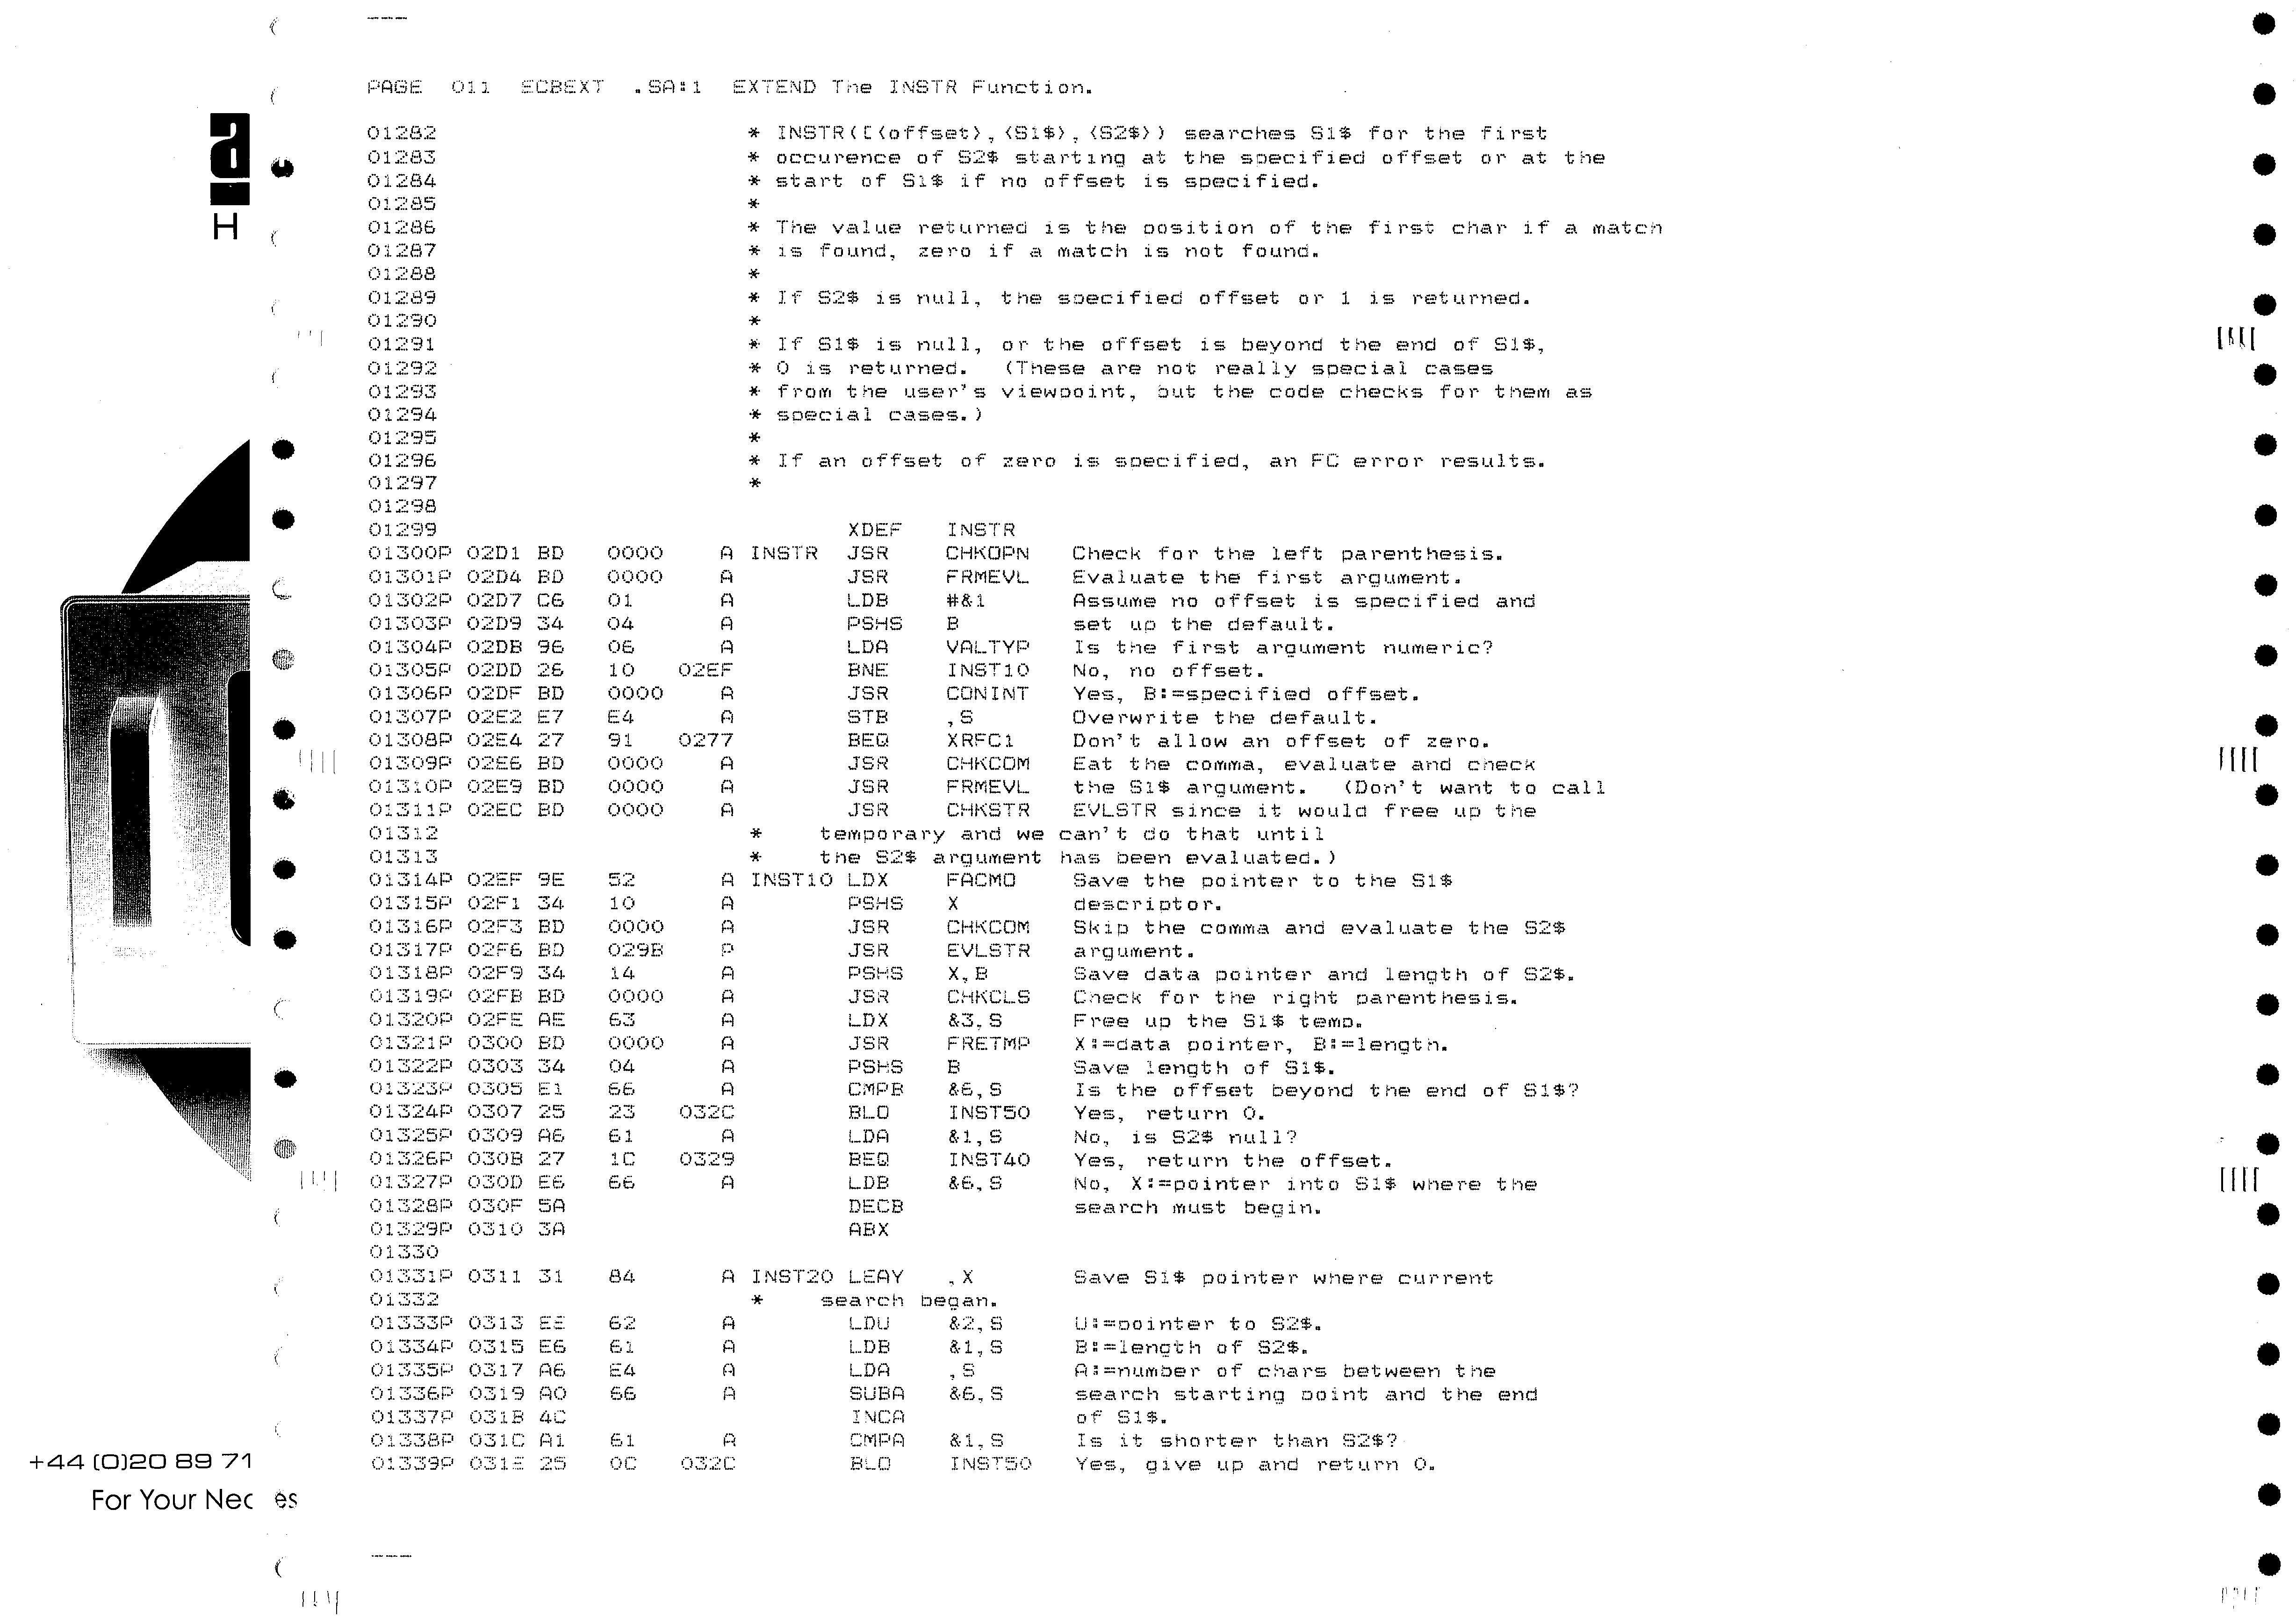 PAGE 011 ECBEXT .SA:1 EXTEND The INSTR Function.
01282 * INSTR([<offset>,<S1$>,<S2$>) searches S1$ for the first
01283 * occurence of S2$ starting at the specified offset or at the
01284 * start of S1$ if no offset is specified.
01285 *
01286 * The value returned is the position of the first char if a match
01287 * is found, zero if a match is not found.
01288 *
01289 * If S2$ is null, the specified offset or 1 is returned.
01290 *
01291 * If S1$ is null, or the offset is beyond the end of S1$,
01292 * 0 is returned. (These are not really special cases
01293 * from the user's viewpoint, but the code checks for them as
01294 * special cases.)
01295 *
01296 * If an offset of zero is specified, an FC error results.
01297 *
01298
01299 XDEF INSTR
01300P 02D1 BD 0000 A INSTR JSR CHKOPN Check for the left parenthesis.
01301P 02D4 BD 0000 A JSR FRMEVL Evaluate the first argument.
01302P 02D7 C6 01 A LDB #&1 Assume no offset is specified and
01303P 02D9 34 04 A PSHS B set up the default.
01304P 02DB 96 06 A LDA VALTYP Is the first argument numeric?
01305P 02DD 26 10 02EF BNE INST10 No, no offset.
01306P 02DF BD 0000 A JSR CONINT Yes, B:=specified offset.
01307P 02E2 E7 E4 A STB ,S Overwrite the default.
01308P 02E4 27 91 0277 BEQ XRFC1 Don't allow an offset of zero.
01309P 02E6 BD 0000 A JSR CHKCOM Eat the comma, evaluate and check
01310P 02E9 BD 0000 A JSR FRMEVL the S1$ argument. (Don't want to call
01311P 02EC BD 0000 A JSR CHKSTR EVLSTR since it would free up the
01312 * temporary and we can't do that until
01313 * the S2$ argument has been evaluated.)
01314P 02EF 9E 52 A INST10 LDX FACMO Save the pointer to the S1$
01315P 02F1 34 10 A PSHS X descriptor.
01316P 02F3 BD 0000 A JSR CHKCOM Skip the comma and evaluate the S2$
01317P 02F6 BD 029B P JSR EVLSTR argument.
01318P 02F9 34 14 A PSHS X,B Save data pointer and length of S2$.
01319P 02FB BD 0000 A JSR CHKCLS Check for the right parenthesis.
01320P 02FE AE 63 A LDX &3,S Free up the S1$ temp.
01321P 0300 BD 0000 A JSR FRETMP X:=data pointer, B:=length.
01322P 0303 34 04 A PSHS B Save length of S1$.
01323P 0305 E1 66 A CMPB &6,S Is the offset beyond the end of S1$?
01324P 0307 25 23 032C BLO INST50 Yes, return 0.
01325P 0309 A6 61 A LDA &1,S No, is S2$ null?
01326P 030B 27 1C 0329 BEQ INST40 Yes, return the offset.
01327P 030D E6 66 A LDB &6,S No, X:=pointer into S1$ where the
01328P 030F 5A DECB search must begin.
01329P 0310 3A ABX
01330
01331P 0311 31 84 A INST20 LEAY ,X Save S1$ pointer where current
01332 * search began.
01333P 0313 EE 62 A LDU &2,S U:=pointer to S2$.
01334P 0315 E6 61 A LDB &1,S B:=length of S2$.
01335P 0317 A6 E4 A LDA ,S A:=number of chars between the
01336P 0319 A0 66 A SUBA &6,S search starting point and the end
01337P 031B 4C INCA of S1$.
01338P 031C A1 61 A CMPA &1,S Is it shorter than S2$?
01339P 031E 25 0C 032C BLO INST50 Yes, give up and return 0.
H
+44 (0)20 89 71
For Your Nec es